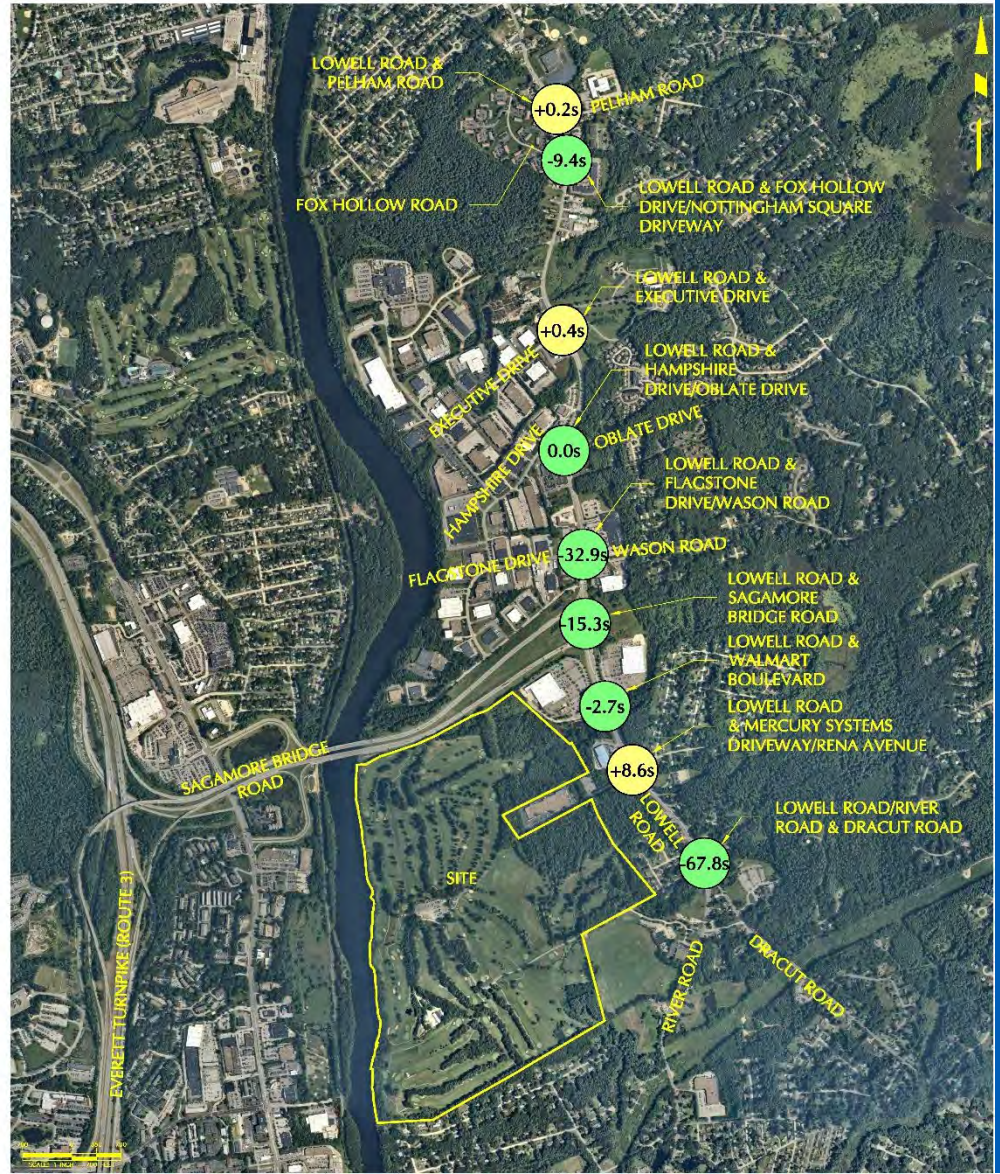 LOWELL ROAD &
PELHAM ROAD
+0.2s
PELHAM ROAD
-9.4s
FOX HOLLOW ROAD
LOWELL ROAD & FOX HOLLOW
DRIVE/NOTTINGHAM SQUARE
DRIVEWAY
LOWELL ROAD &
EXECUTIVE DRIVE
+0.4s
EXECUTIVE DRIVE
LOWELL ROAD &
HAMPSHIRE
DRIVE/OBLATE DRIVE
OBLATE DRIVE
0.0s
HAMPSHIRE DRIVE
LOWELL ROAD &
FLAGSTONE
DRIVE/WASON ROAD
FLAGSTONE DRIVE
-32.9s
WASON ROAD
LOWELL ROAD &
SAGAMORE
BRIDGE ROAD
-15.3s
LOWELL ROAD &
WALMART
BOULEVARD
-2.7s
LOWELL ROAD
& MERCURY SYSTEMS
DRIVEWAY/RENA AVENUE
+8.6s
SAGAMORE BRIDGE
ROAD
LOWELL
ROAD
LOWELL ROAD/RIVER
ROAD & DRACUT ROAD
-67.8s
SITE
EVERETT TURNPIKE (ROUTE 3)
RIVER ROAD
DRACUT ROAD